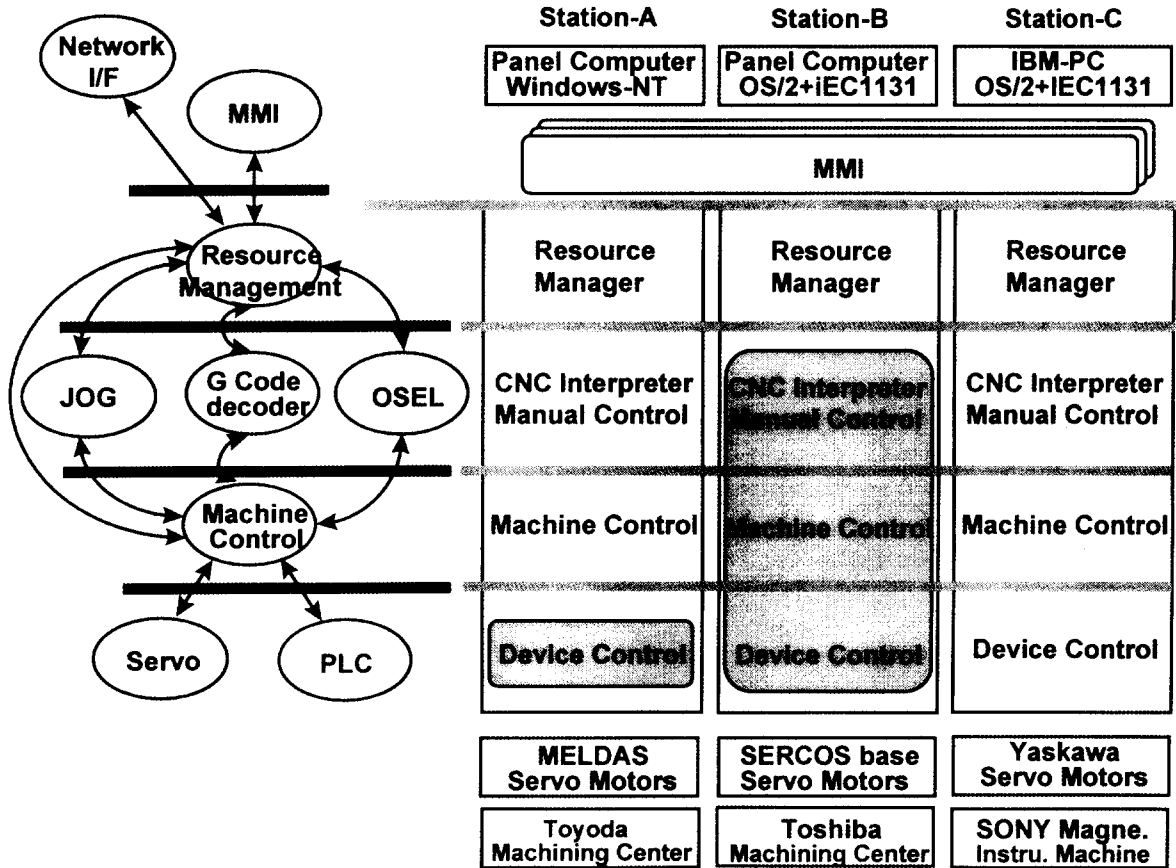 Network
I/F
MMI
Resource
Management
JOG
G Code
decoder
OSEL
Machine
Control
Servo
PLC
Station-A
Station-B
Station-C
Panel Computer
Windows-NT
Panel Computer
OS/2+iEC1131
IBM-PC
OS/2+IEC1131
MMI
Resource
Manager
Resource
Manager
Resource
Manager
CNC Interpreter
Manual Control
CNC Interpreter
Manual Control
CNC Interpreter
Manual Control
Machine Control
Machine Control
Machine Control
Device Control
Device Control
Device Control
MELDAS
Servo Motors
SERCOS base
Servo Motors
Yaskawa
Servo Motors
Toyoda
Machining Center
Toshiba
Machining Center
SONY Magne.
Instru. Machine